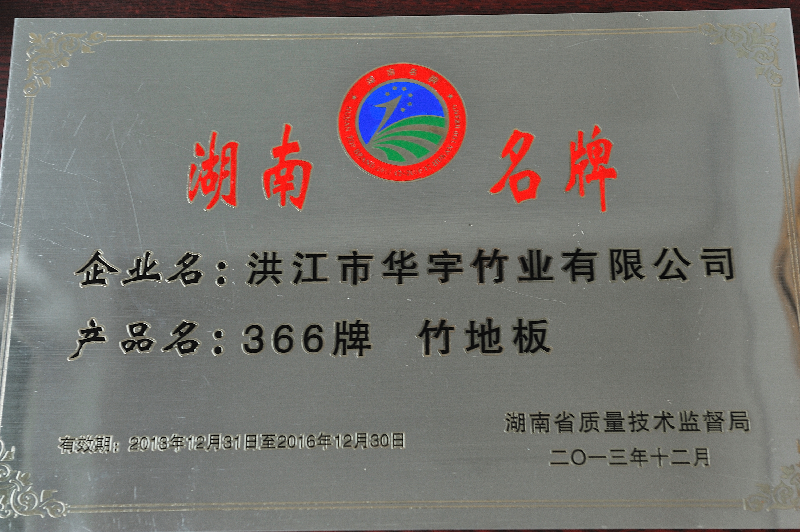 湖南名牌
企业名：洪江市华宇竹业有限公司
产品名：366牌 竹地板
有效期：2013年12月31日至2016年12月30日
湖南省质量技术监督局
二〇一三年十二月